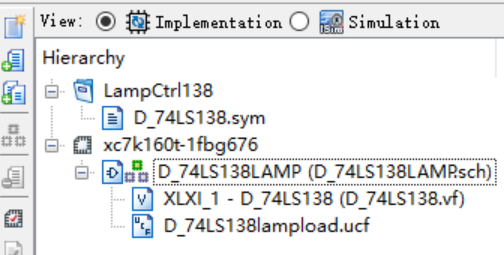 View: Implementation Simulation
Hierarchy
LampCtrl138
D_74LS138.sym
xc7k160t-1fbg676
D_74LS138LAMP (D_74LS138LAMP.sch)
XLXI_1 - D_74LS138 (D_74LS138.vf)
D_74LS138lampload.ucf